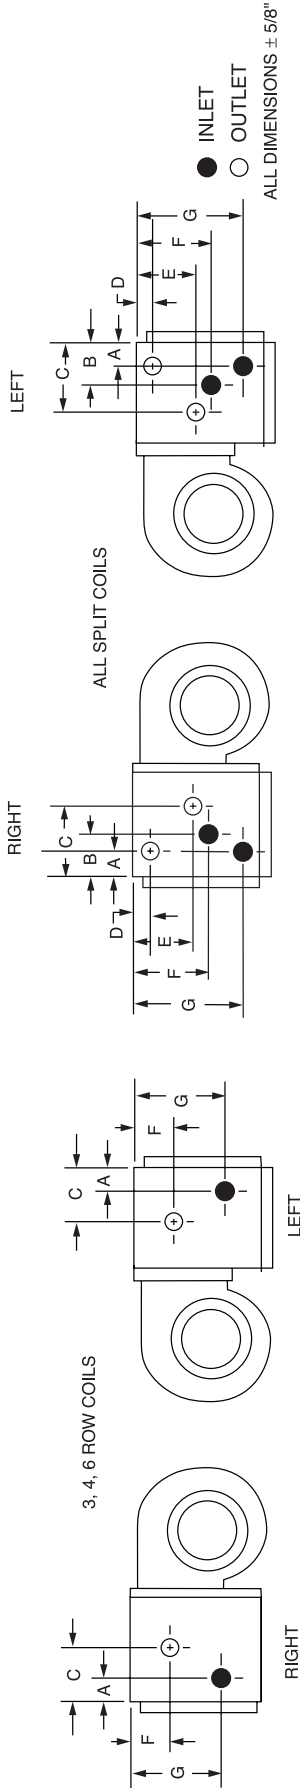 3, 4, 6 ROW COILS
C
A
F
G
RIGHT
C
A
F
G
LEFT
ALL SPLIT COILS
RIGHT
C
B
A
D
E
F
G
LEFT
C
B
A
D
E
F
G
INLET
OUTLET
ALL DIMENSIONS ± 5/8"